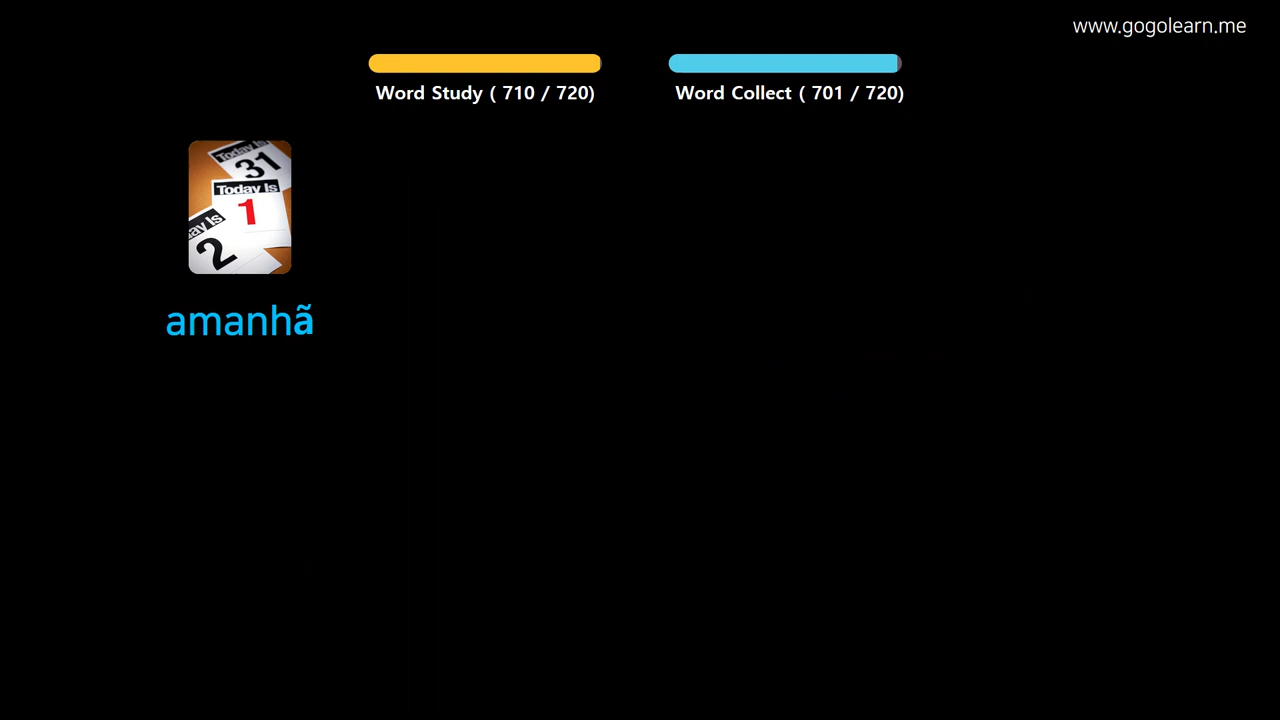 www.gogolearn.me
Word Study ( 710 / 720)
Word Collect ( 701 / 720)
Today Is
31
Today Is
1
ay Is
2
amanhã